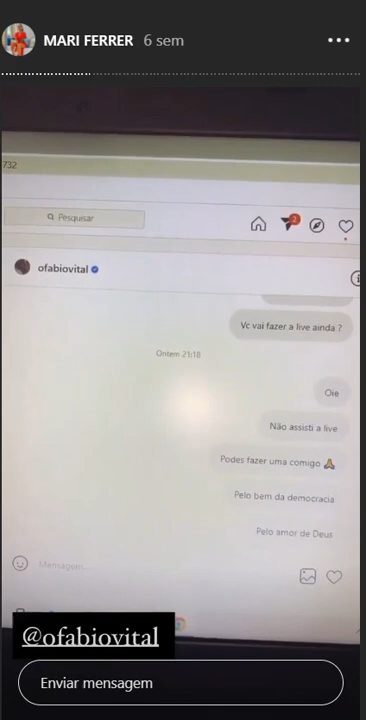 MARI FERRER 6 sem
732
Pesquisar
2
ofabiovital
Vc vai fazer a live ainda ?
Ontem 21:18
Oie
Não assisti a live
Podes fazer uma comigo 🙏
Pelo bem da democracia
Pelo amor de Deus
Mensagem...
@ofabiovital
Enviar mensagem